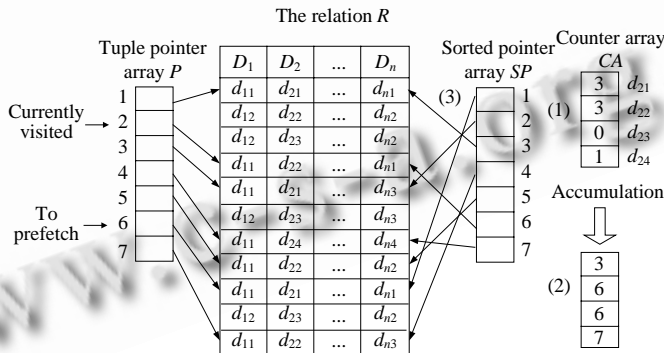 The relation R
Tuple pointer array P
Currently visited
To prefetch
1
2
3
4
5
6
7
D1 D2 ... Dn
d11 d21 ... dn1
d12 d22 ... dn2
d12 d23 ... dn2
d11 d22 ... dn1
d11 d21 ... dn3
d12 d23 ... dn3
d11 d24 ... dn4
d11 d22 ... dn2
d11 d21 ... dn1
d12 d23 ... dn2
d11 d22 ... dn3
Sorted pointer array SP
(3)
1
2
3
4
5
6
7
Counter array CA
(1)
3 d21
3 d22
0 d23
1 d24
Accumulation
(2)
3
6
6
7